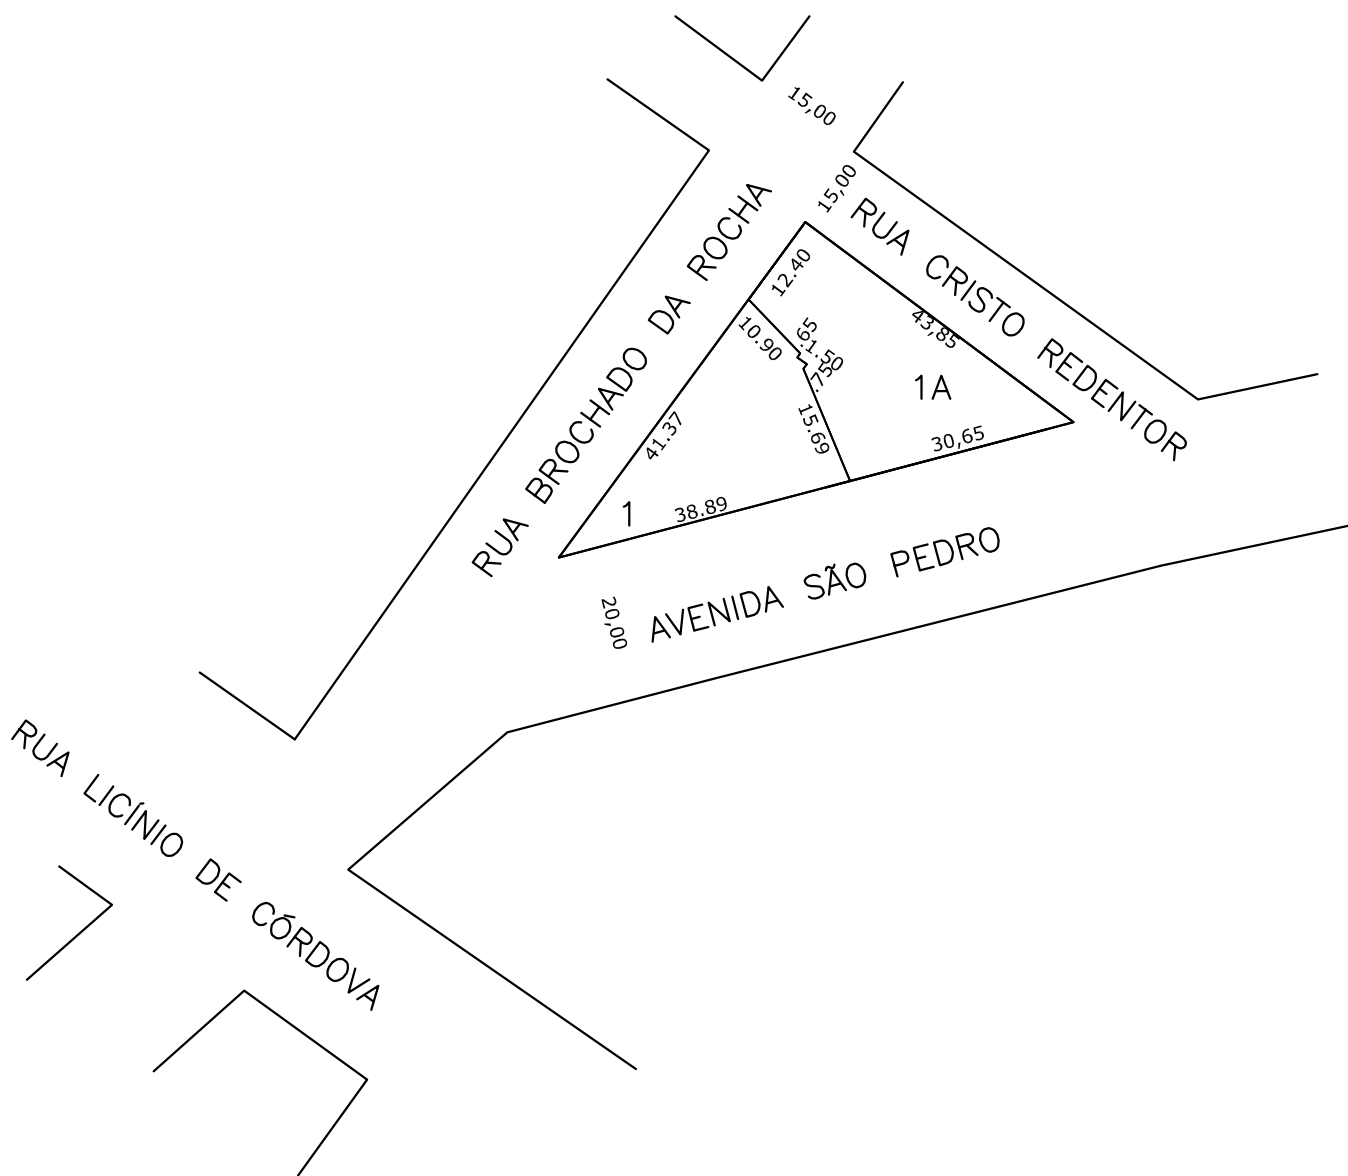 15,00
15,00
RUA BROCHADO DA ROCHA
RUA CRISTO REDENTOR
12.40
43,85
10.90
.65
1.50
.75
1A
41.37
15.69
30,65
1
38.89
AVENIDA SÃO PEDRO
20,00
RUA LICÍNIO DE CÓRDOVA